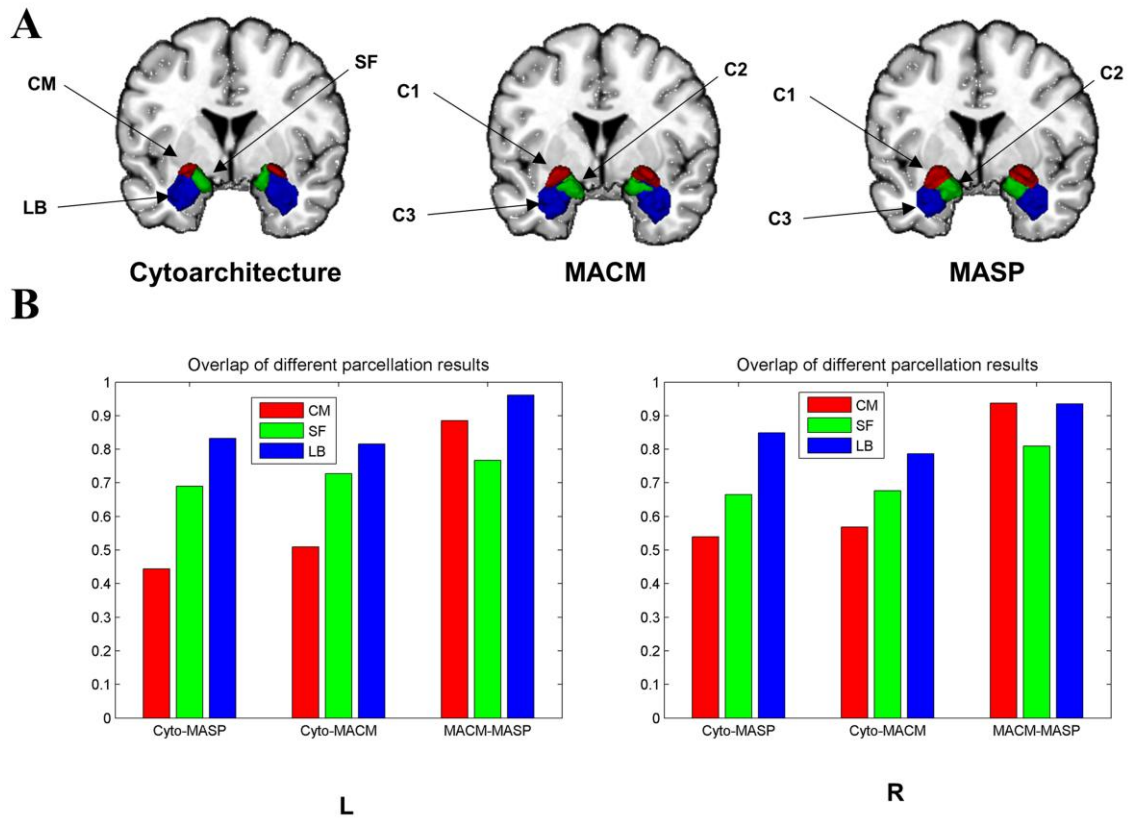 A
CM
SF
LB
Cytoarchitecture
C1
C2
C3
MACM
C1
C2
C3
MASP
B
Overlap of different parcellation results
1
0.9
0.8
0.7
0.6
0.5
0.4
0.3
0.2
0.1
0
CM
SF
LB
Cyto-MASP Cyto-MACM MACM-MASP
L
Overlap of different parcellation results
1
0.9
0.8
0.7
0.6
0.5
0.4
0.3
0.2
0.1
0
CM
SF
LB
Cyto-MASP Cyto-MACM MACM-MASP
R